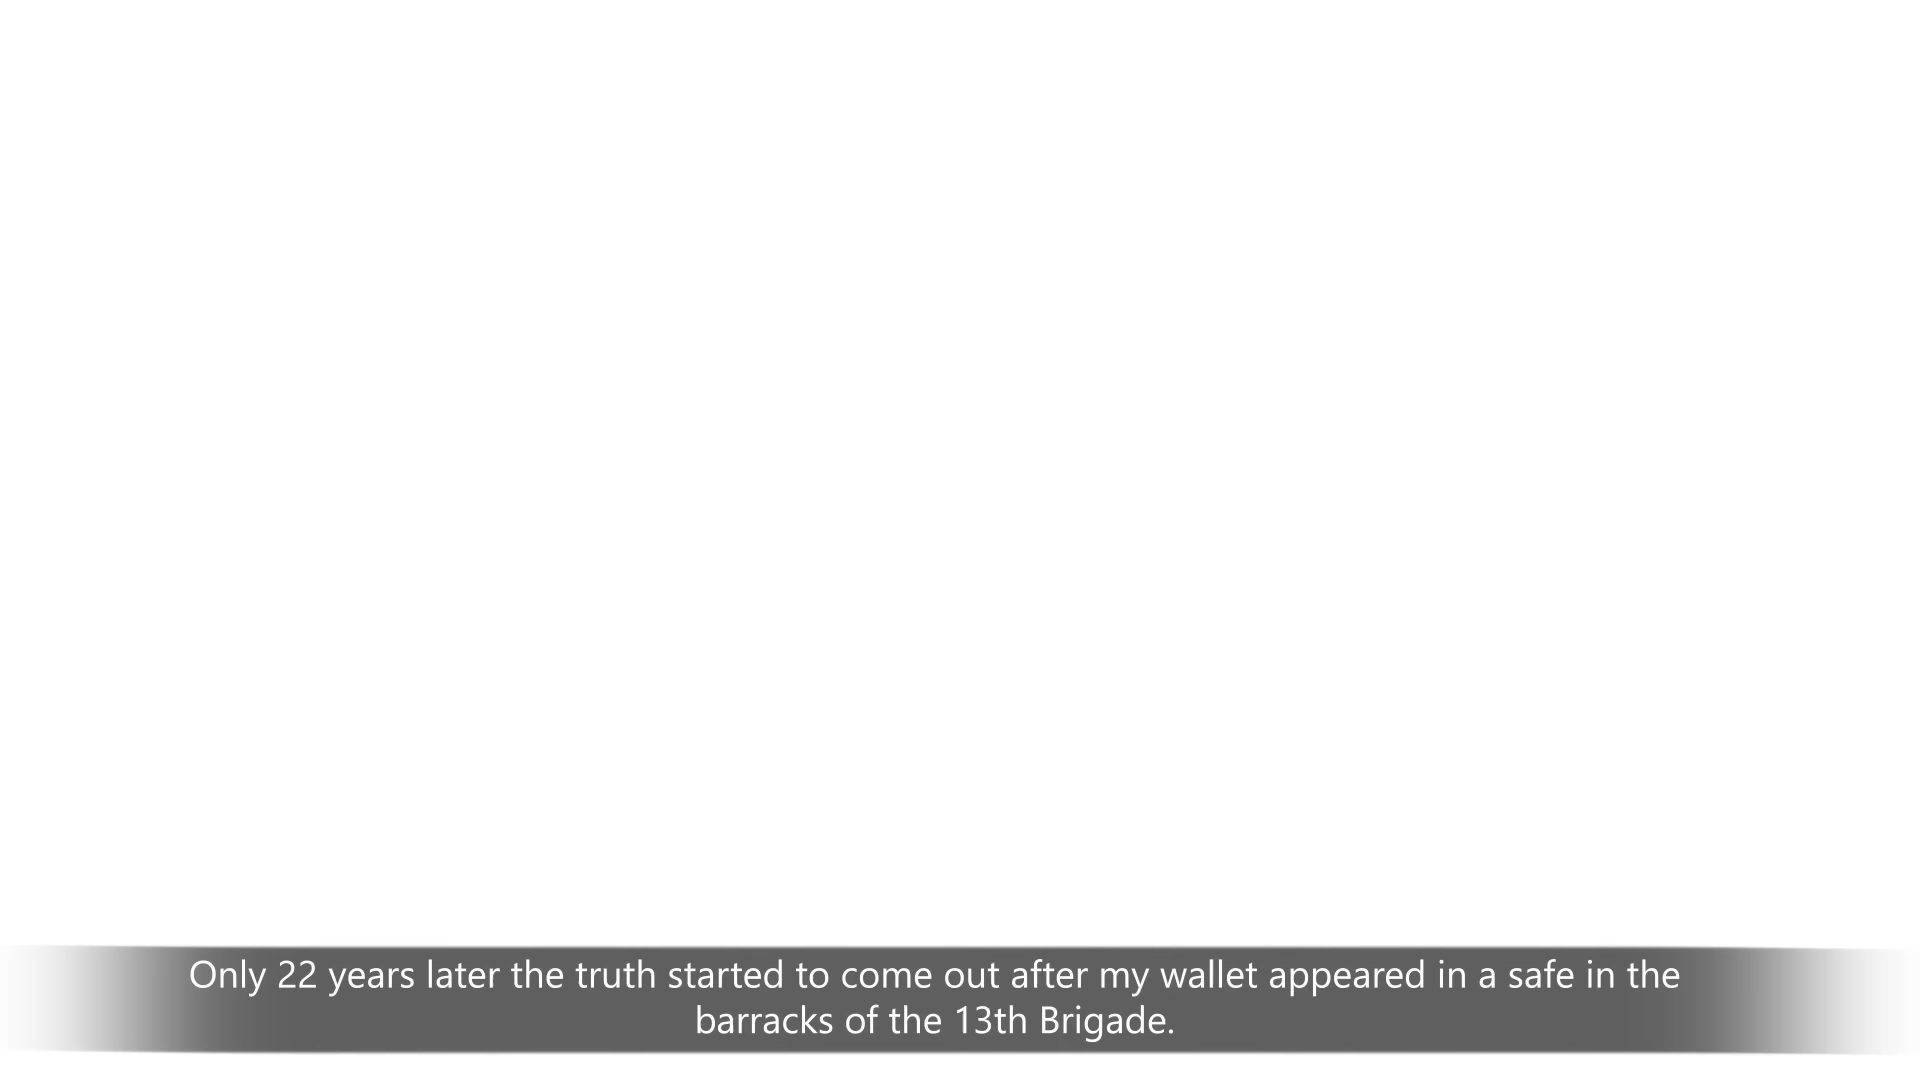 Only 22 years later the truth started to come out after my wallet appeared in a safe in the
barracks of the 13th Brigade.